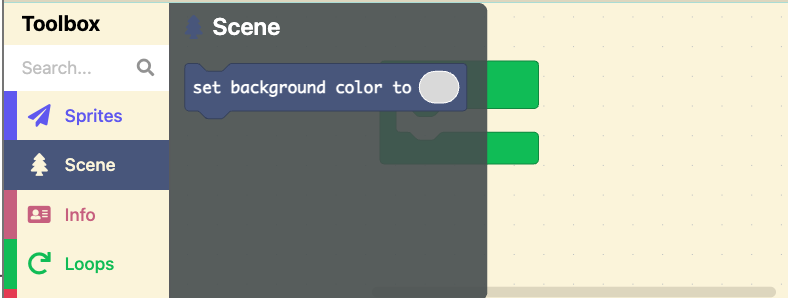 Toolbox
Scene
Search...
set background color to
Sprites
Scene
Info
Loops